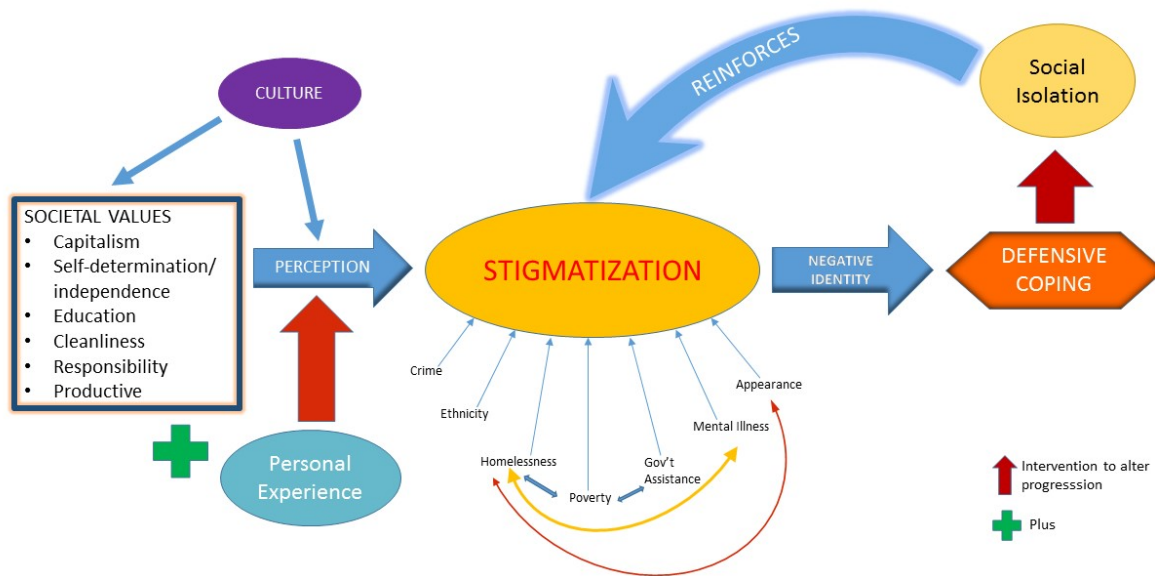 CULTURE
REINFORCES
Social
Isolation
SOCIETAL VALUES
• Capitalism
• Self-determination/
independence
• Education
• Cleanliness
• Responsibility
• Productive
PERCEPTION
STIGMATIZATION
NEGATIVE
IDENTITY
DEFENSIVE
COPING
Crime
Ethnicity
Homelessness
Poverty
Gov't
Assistance
Mental Illness
Appearance
Personal
Experience
Intervention to alter
progresssion
Plus